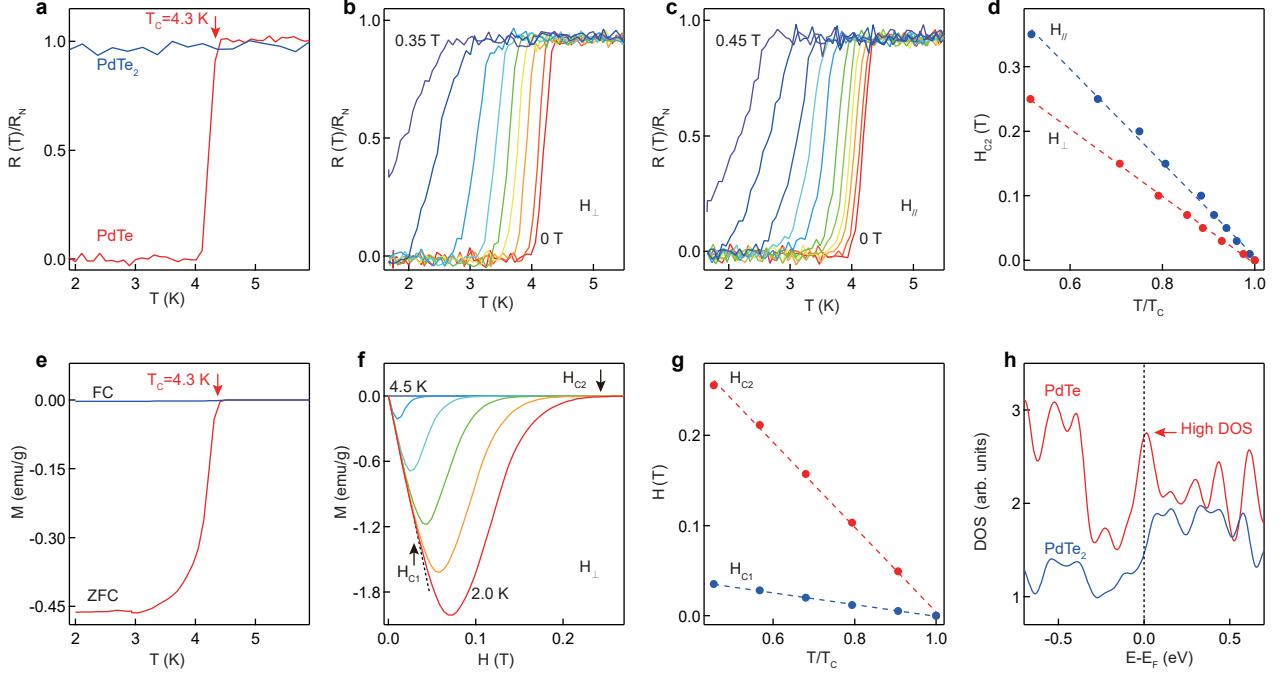 a
T_C=4.3 K
1.0
0.5
0.0
PdTe₂
PdTe
R (T)/R_N
2
3
4
5
T (K)
b
0.35 T
1.0
0.5
0.0
H_⊥
0 T
R (T)/R_N
2
3
4
5
T (K)
c
0.45 T
1.0
0.5
0.0
H_//
0 T
R (T)/R_N
2
3
4
5
T (K)
d
H_//
0.3
0.2
0.1
0.0
H_⊥
H_C2 (T)
0.6
0.8
1.0
T/T_C
e
T_C=4.3 K
FC
0.00
-0.15
-0.30
-0.45
ZFC
M (emu/g)
2
3
4
5
T (K)
f
H_C2
4.5 K
0.0
-0.6
-1.2
-1.8
H_C1
H_⊥
2.0 K
M (emu/g)
0.0
0.1
0.2
H (T)
g
H_C2
0.2
0.1
0.0
H_C1
H (T)
0.6
0.8
1.0
T/T_C
h
PdTe
3
2
1
High DOS
PdTe₂
DOS (arb. units)
-0.5
0.0
0.5
E-E_F (eV)